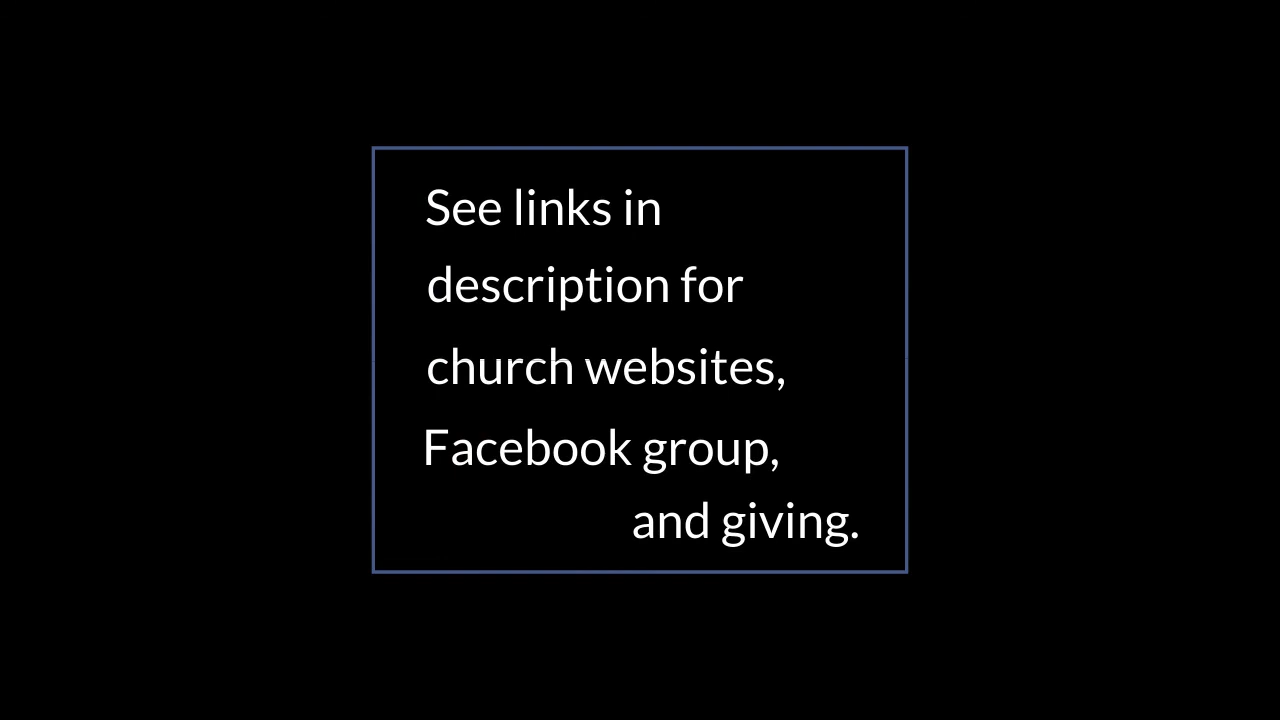 See links in
description for
church websites,
Facebook group,
and giving.